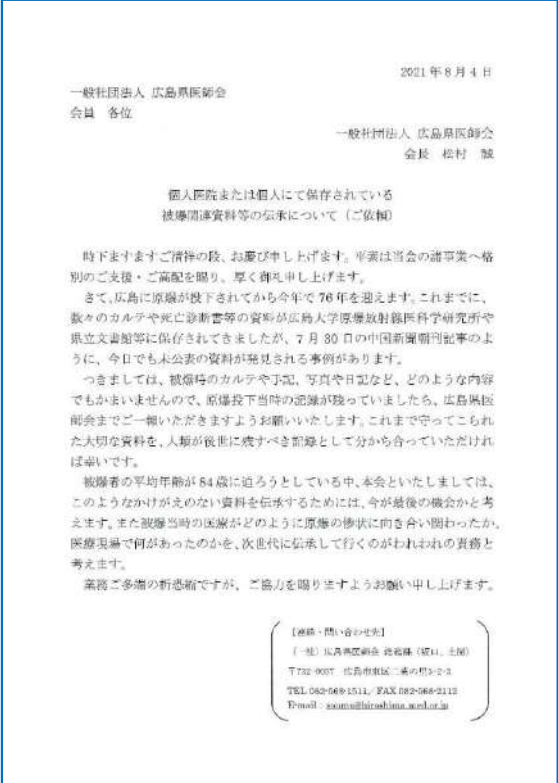 2021年8月4日
一般社団法人 広島県医師会
会員 各位
一般社団法人 広島県医師会
会長 松村 誠
個人医院または個人にて保存されている
被爆関連資料等の伝承について（ご依頼）
時下ますますご清祥の段、お慶び申し上げます。平素は当会の諸事業へ格
別のご支援・ご高配を賜り、厚く御礼申し上げます。
さて、広島に原爆が投下されてから今年で76年を迎えます。これまでに、
数々のカルテや死亡診断書等の資料が広島大学原爆放射線医科学研究所や
県立文書館等に保存されてきましたが、7月30日の中国新聞朝刊記事のよ
うに、今日でも未公表の資料が発見される事例があります。
つきましては、被爆時のカルテや手記、写真や日記など、どのような内容
でもかまいませんので、原爆投下当時の記録が残っていましたら、広島県医
師会までご一報いただきますようお願いいたします。これまで守ってこられ
た大切な資料を、人類が後世に残すべき記録として分かち合っていただけれ
ば幸いです。
被爆者の平均年齢が84歳に迫ろうとしている中、本会といたしましては、
このようなかけがえのない資料を伝承するためには、今が最後の機会かと考
えます。また被爆当時の医療がどのように原爆の惨状に向き合い関わったか、
医療現場で何があったのかを、次世代に伝承して行くのがわれわれの責務と
考えます。
業務ご多端の折恐縮ですが、ご協力を賜りますようお願い申し上げます。
【連絡・問い合わせ先】
（一社）広島県医師会 総務課（坂口、
〒732-0057 広島市東区二葉の里3-2-3
TEL 082-568-1511／FAX 082-568-2112
E-mail：